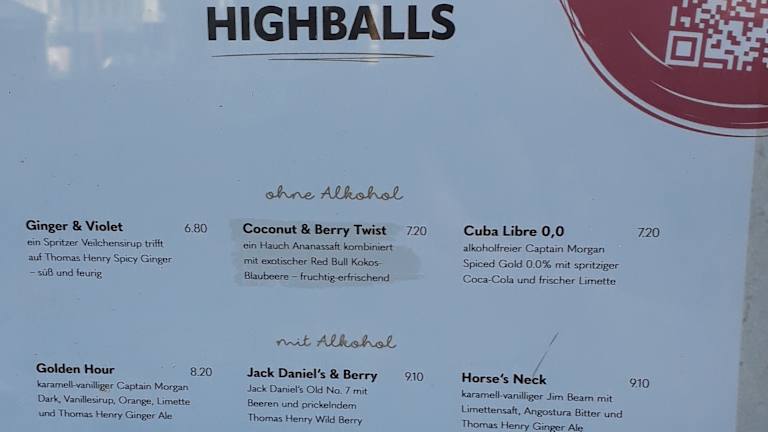 HIGHBALLS
ohne Alkohol
Ginger & Violet 6.80
ein Spritzer Veilchensirup trifft
auf Thomas Henry Spicy Ginger
– süß und feurig
Coconut & Berry Twist 7.20
ein Hauch Ananassaft kombiniert
mit exotischer Red Bull Kokos-
Blaubeere – fruchtig-erfrischend
Cuba Libre 0,0 7.20
alkoholfreier Captain Morgan
Spiced Gold 0.0% mit spritziger
Coca-Cola und frischer Limette
mit Alkohol
Golden Hour 8.20
karamell-vanilliger Captain Morgan
Dark, Vanillesirup, Orange, Limette
und Thomas Henry Ginger Ale
Jack Daniel's & Berry 9.10
Jack Daniel's Old No. 7 mit
Beeren und prickelndem
Thomas Henry Wild Berry
Horse's Neck 9.10
karamell-vanilliger Jim Beam mit
Limettensaft, Angostura Bitter und
Thomas Henry Ginger Ale